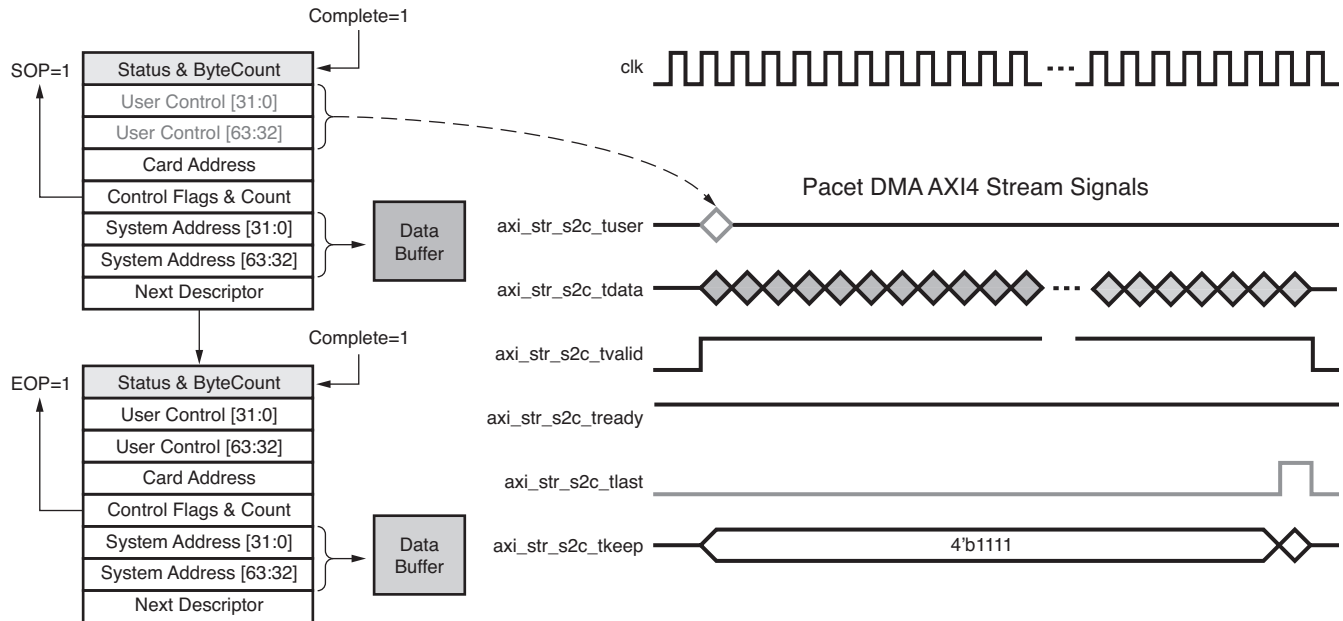 Complete=1
SOP=1
Status & ByteCount
User Control [31:0]
User Control [63:32]
Card Address
Control Flags & Count
System Address [31:0]
System Address [63:32]
Next Descriptor
Data
Buffer
Complete=1
EOP=1
Status & ByteCount
User Control [31:0]
User Control [63:32]
Card Address
Control Flags & Count
System Address [31:0]
System Address [63:32]
Next Descriptor
Data
Buffer
clk
Pacet DMA AXI4 Stream Signals
axi_str_s2c_tuser
axi_str_s2c_tdata
axi_str_s2c_tvalid
axi_str_s2c_tready
axi_str_s2c_tlast
axi_str_s2c_tkeep
4'b1111